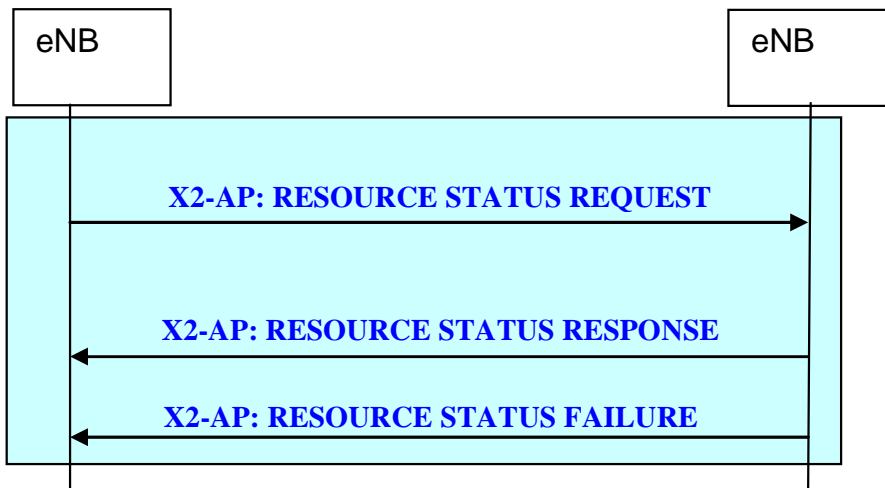 eNB
eNB
X2-AP: RESOURCE STATUS REQUEST
X2-AP: RESOURCE STATUS RESPONSE
X2-AP: RESOURCE STATUS FAILURE